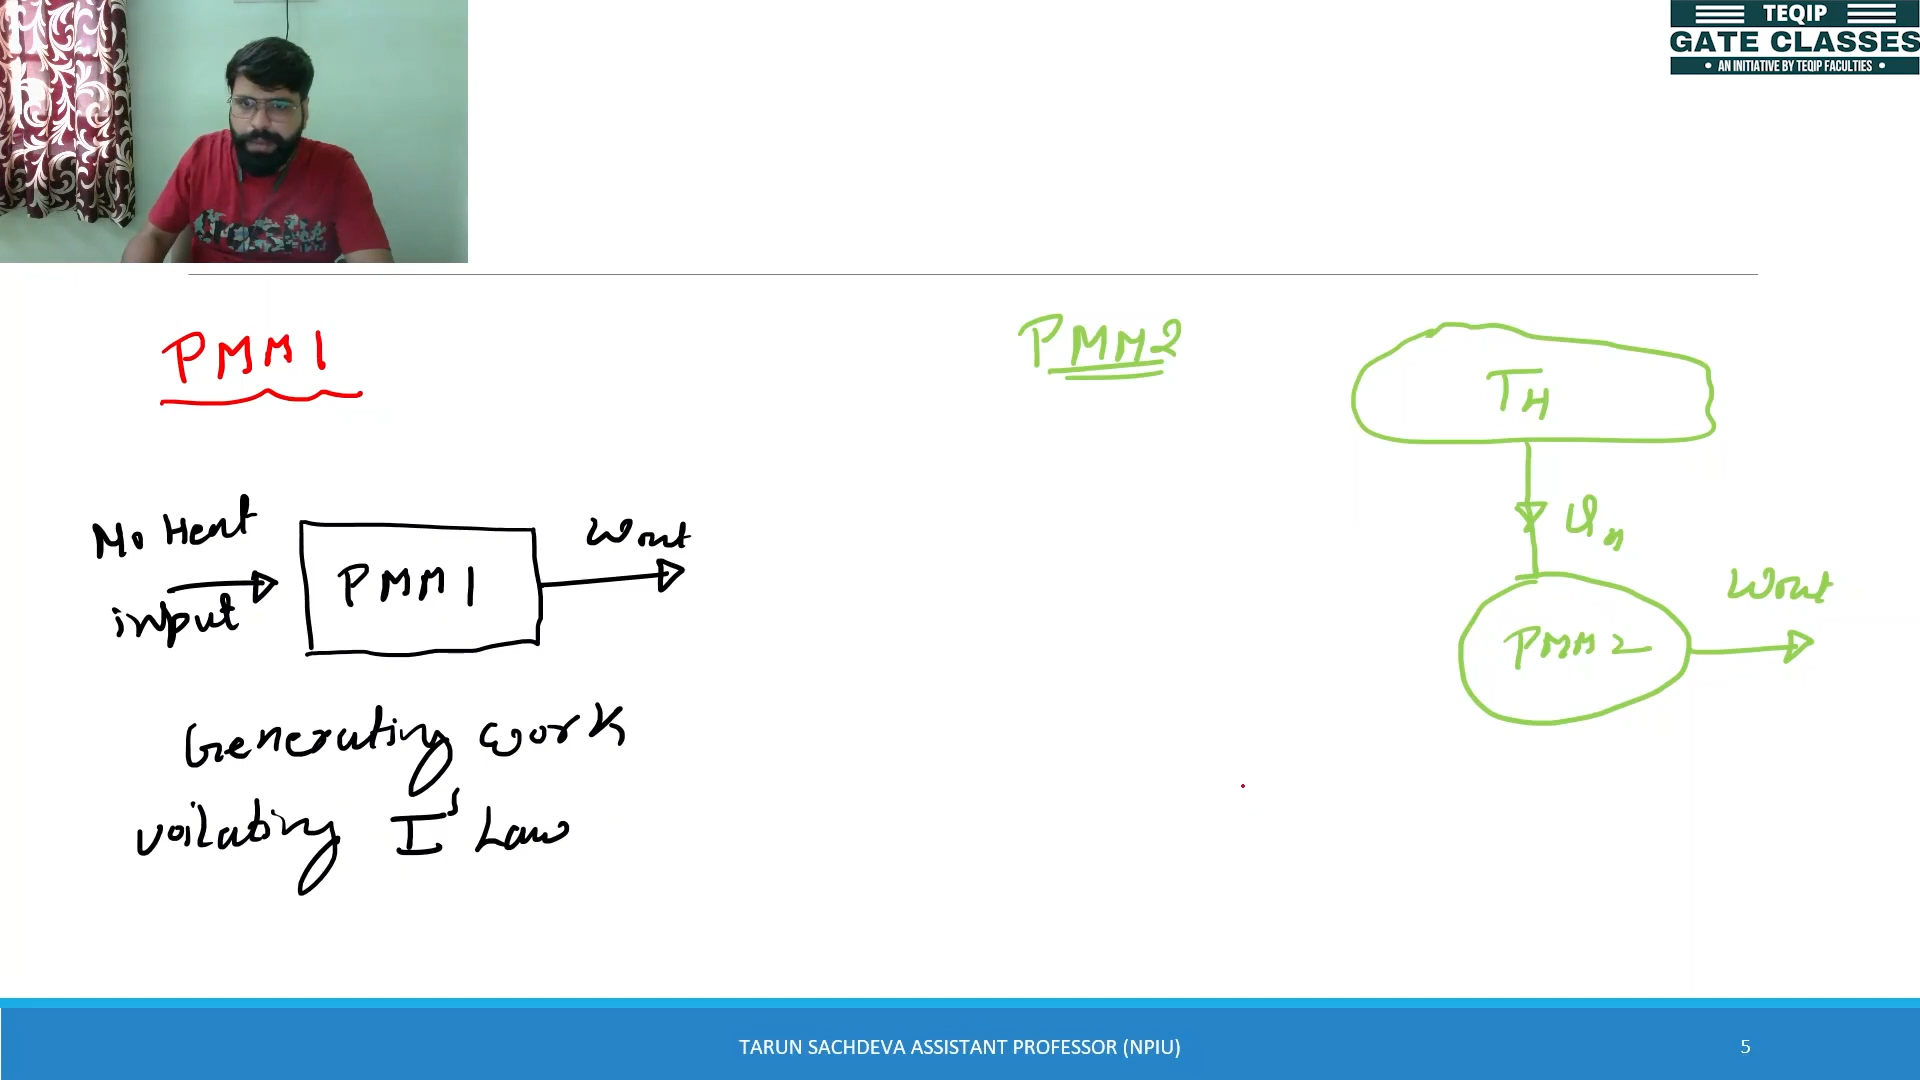 TEQIP
GATE CLASSES
• AN INITIATIVE BY TEQIP FACULTIES •
PMM1
PMM2
TH
QH
No Heat
input
PMM1
Wout
PMM2
Wout
Generating work
voilating Ist Law
TARUN SACHDEVA ASSISTANT PROFESSOR (NPIU)
5